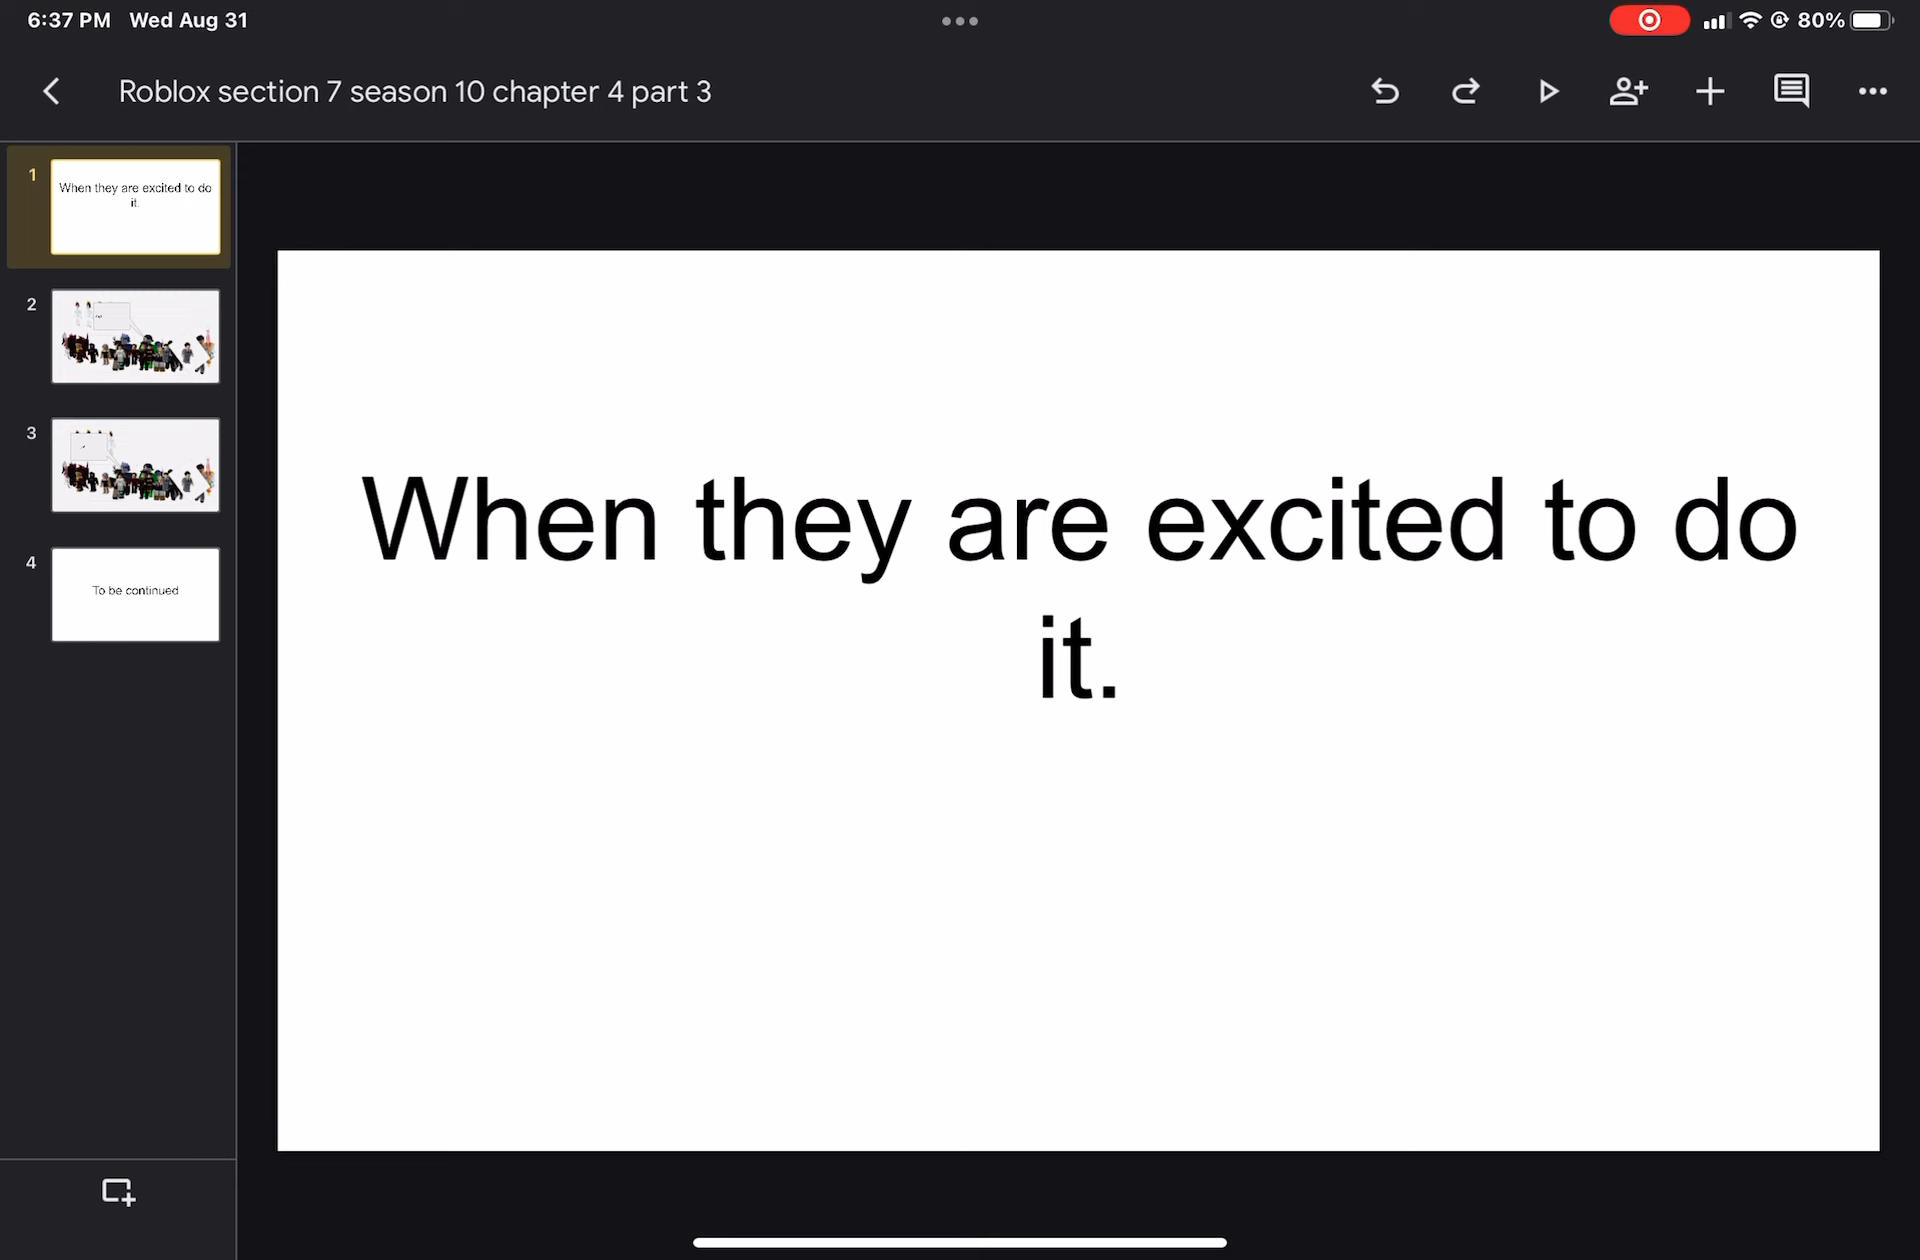 6:37 PM Wed Aug 31
80%
Roblox section 7 season 10 chapter 4 part 3
1
When they are excited to do
it.
2
3
4
To be continued
When they are excited to do
it.